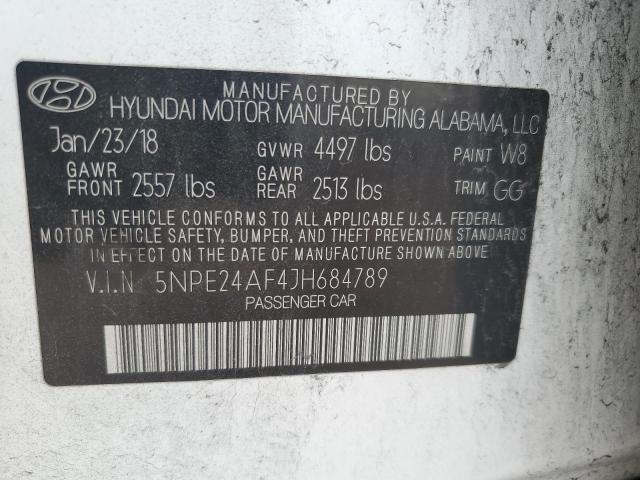 MANUFACTURED BY
HYUNDAI MOTOR MANUFACTURING ALABAMA, LLC
Jan/23/18 GVWR 4497 lbs PAINT W8
GAWR FRONT 2557 lbs GAWR REAR 2513 lbs TRIM GG
THIS VEHICLE CONFORMS TO ALL APPLICABLE U.S.A. FEDERAL
MOTOR VEHICLE SAFETY, BUMPER, AND THEFT PREVENTION STANDARDS
IN EFFECT ON THE DATE OF MANUFACTURE SHOWN ABOVE
V.I.N 5NPE24AF4JH684789
PASSENGER CAR